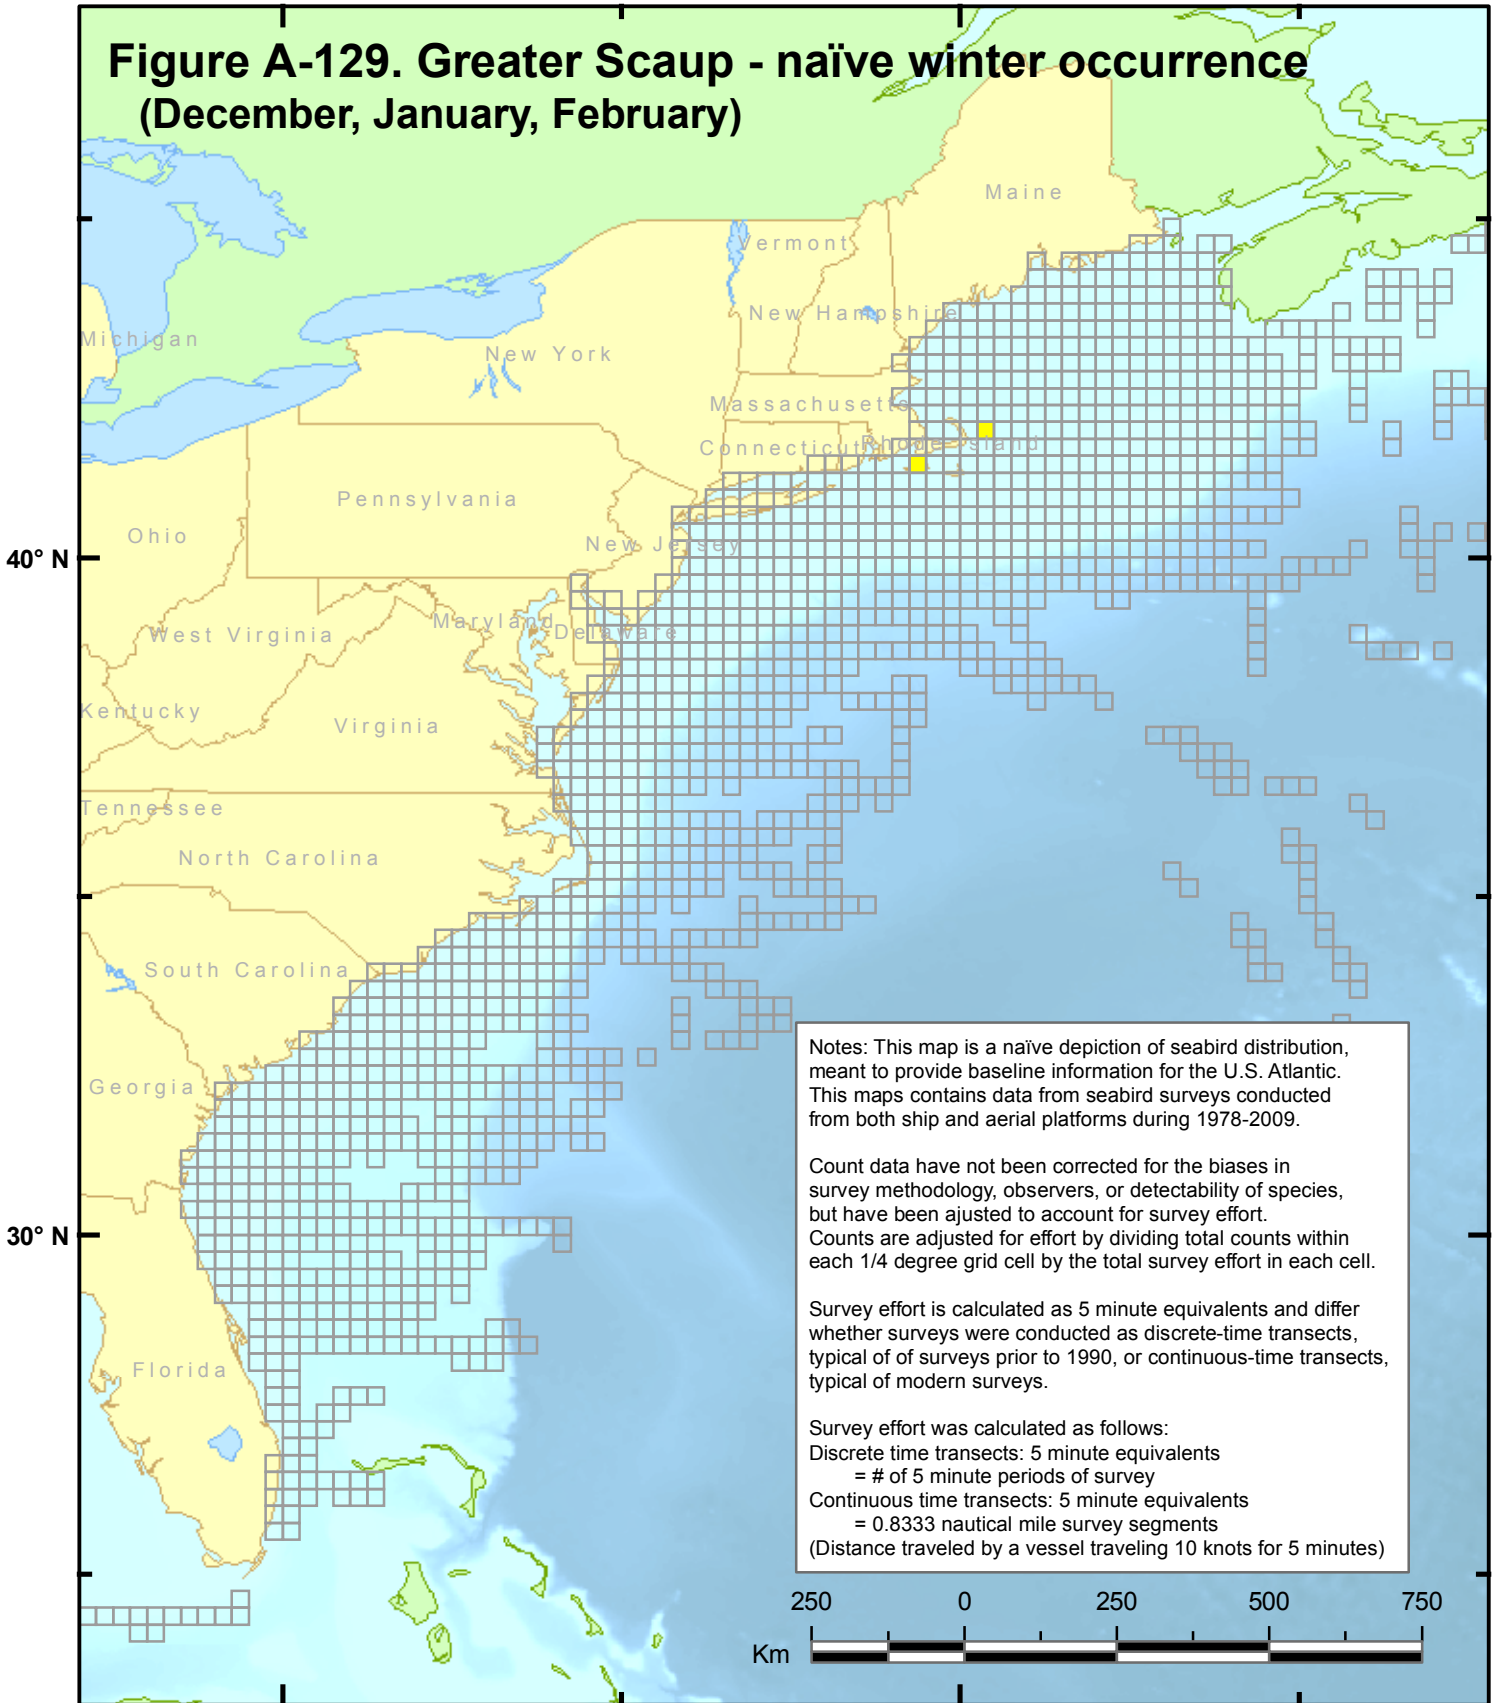 Figure A-129. Greater Scaup - naïve winter occurrence
(December, January, February)
Maine
Vermont
New Hampshire
Michigan
New York
Massachusetts
Connecticut
Rhode Island
Pennsylvania
Ohio
New Jersey
40° N
West Virginia
Maryland
Delaware
Kentucky
Virginia
Tennessee
North Carolina
South Carolina
Georgia
30° N
Florida
Notes: This map is a naïve depiction of seabird distribution,
meant to provide baseline information for the U.S. Atlantic.
This maps contains data from seabird surveys conducted
from both ship and aerial platforms during 1978-2009.
Count data have not been corrected for the biases in
survey methodology, observers, or detectability of species,
but have been ajusted to account for survey effort.
Counts are adjusted for effort by dividing total counts within
each 1/4 degree grid cell by the total survey effort in each cell.
Survey effort is calculated as 5 minute equivalents and differ
whether surveys were conducted as discrete-time transects,
typical of of surveys prior to 1990, or continuous-time transects,
typical of modern surveys.
Survey effort was calculated as follows:
Discrete time transects: 5 minute equivalents
= # of 5 minute periods of survey
Continuous time transects: 5 minute equivalents
= 0.8333 nautical mile survey segments
(Distance traveled by a vessel traveling 10 knots for 5 minutes)
250 0 250 500 750
Km